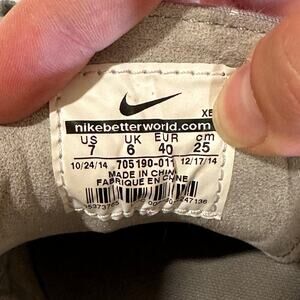 XE
nikebetterworld.com
US UK EUR cm
7 6 40 25
10/24/14 705190-011 12/17/14
MADE IN CHINA
FABRIQUE EN CHINE